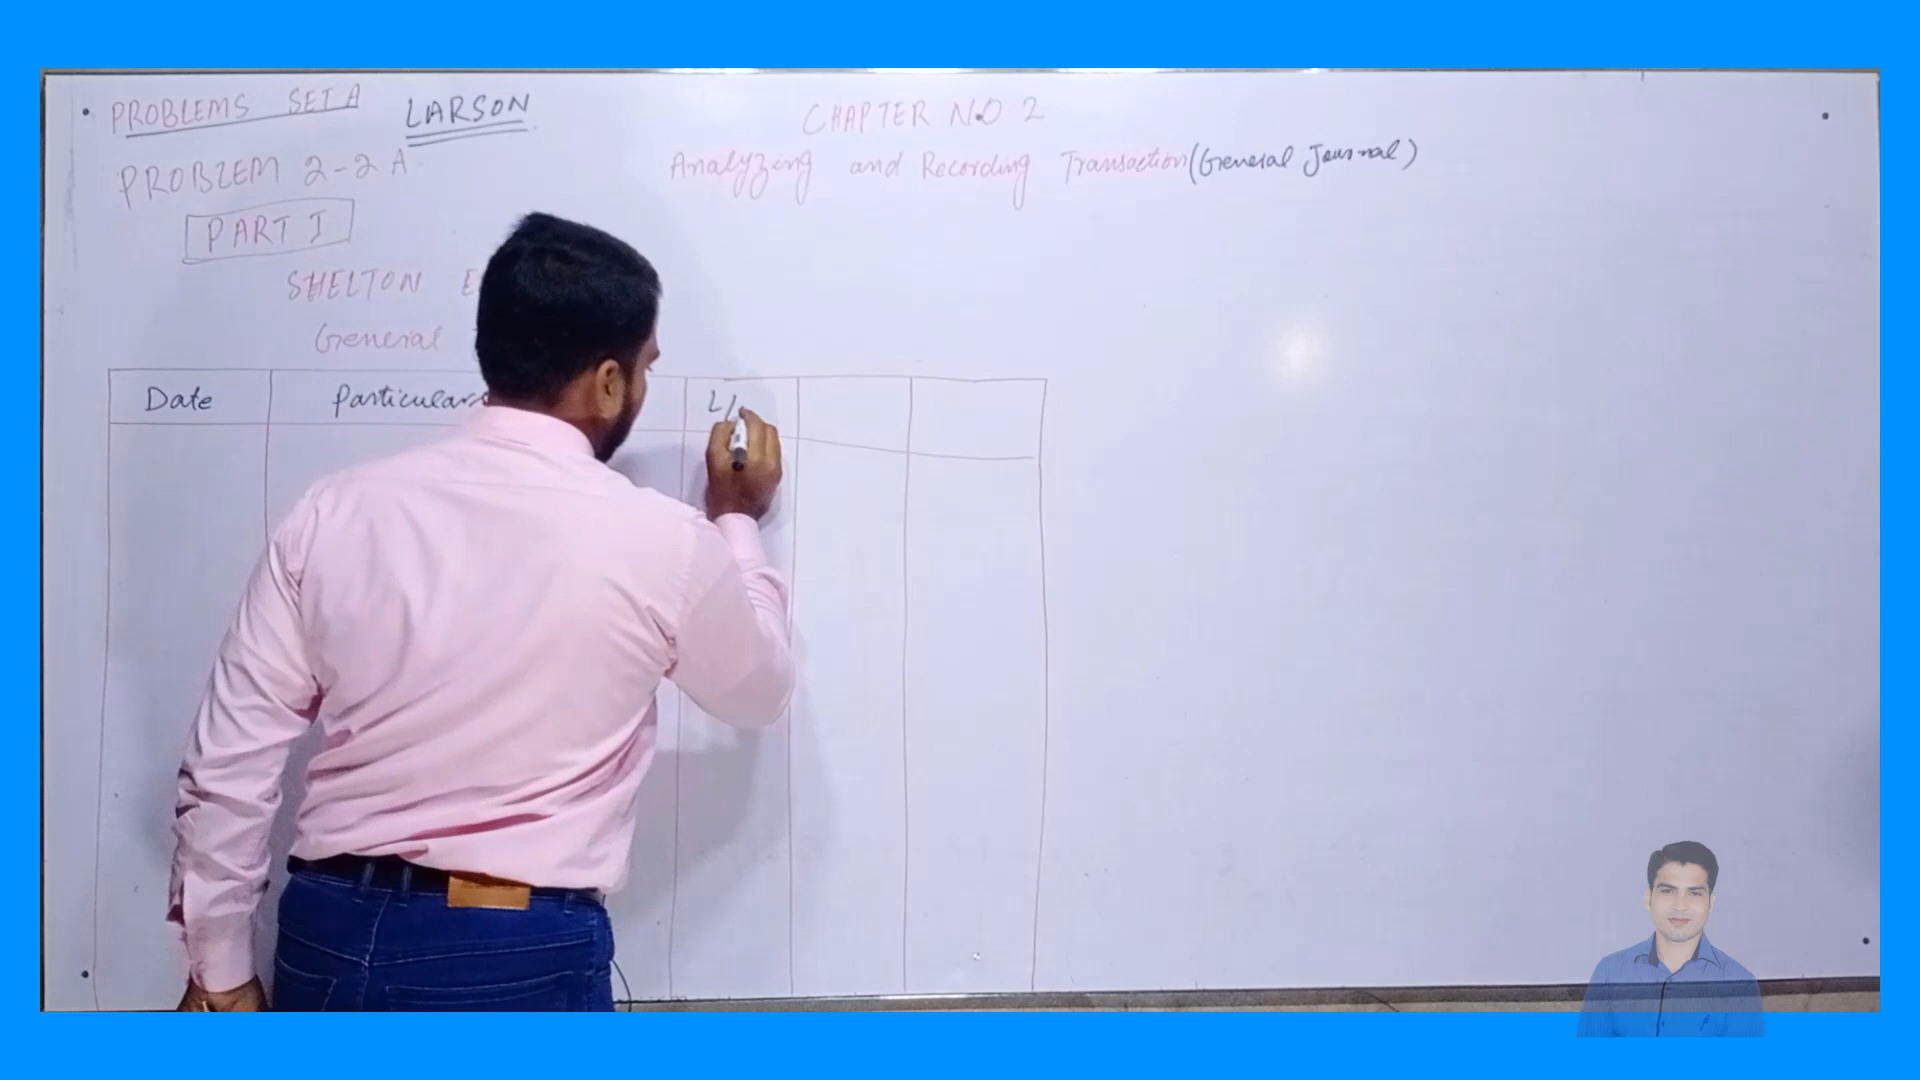 PROBLEMS SET A
LARSON
CHAPTER NO 2
PROBLEM 2-2A
Analyzing and Recording Transaction (General Journal)
PART I
SHELTON
General
Date Particulars L/